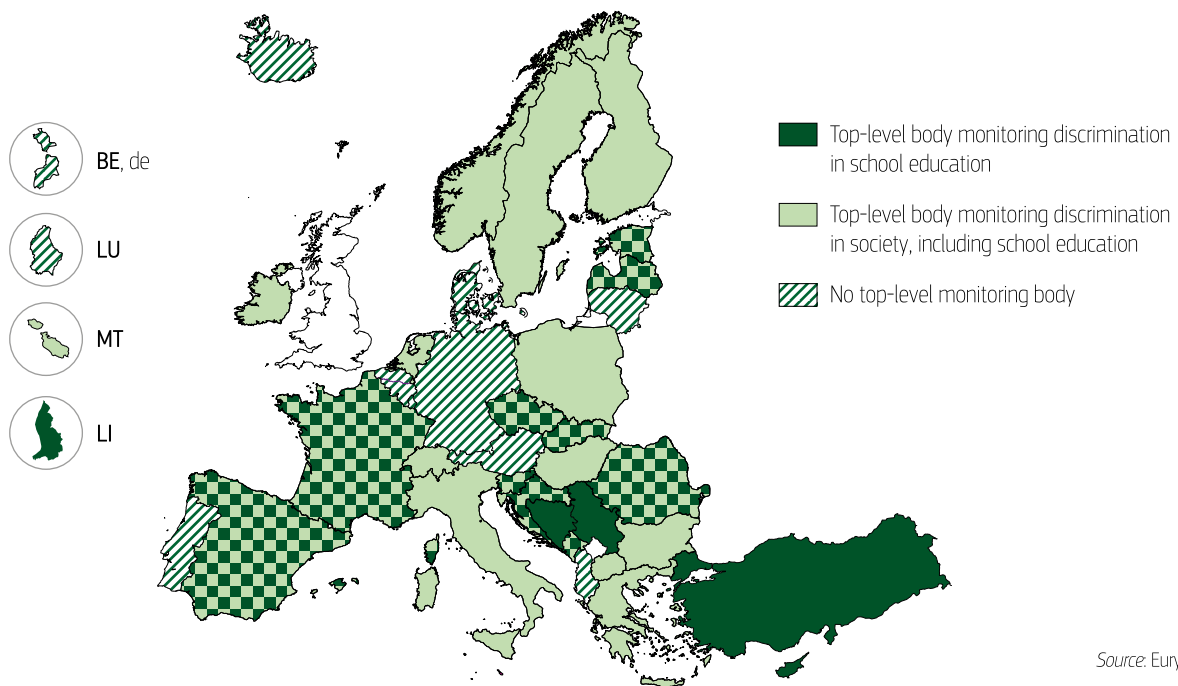 BE, de
LU
MT
LI
Top-level body monitoring discrimination
in school education
Top-level body monitoring discrimination
in society, including school education
No top-level monitoring body
Source: Eury